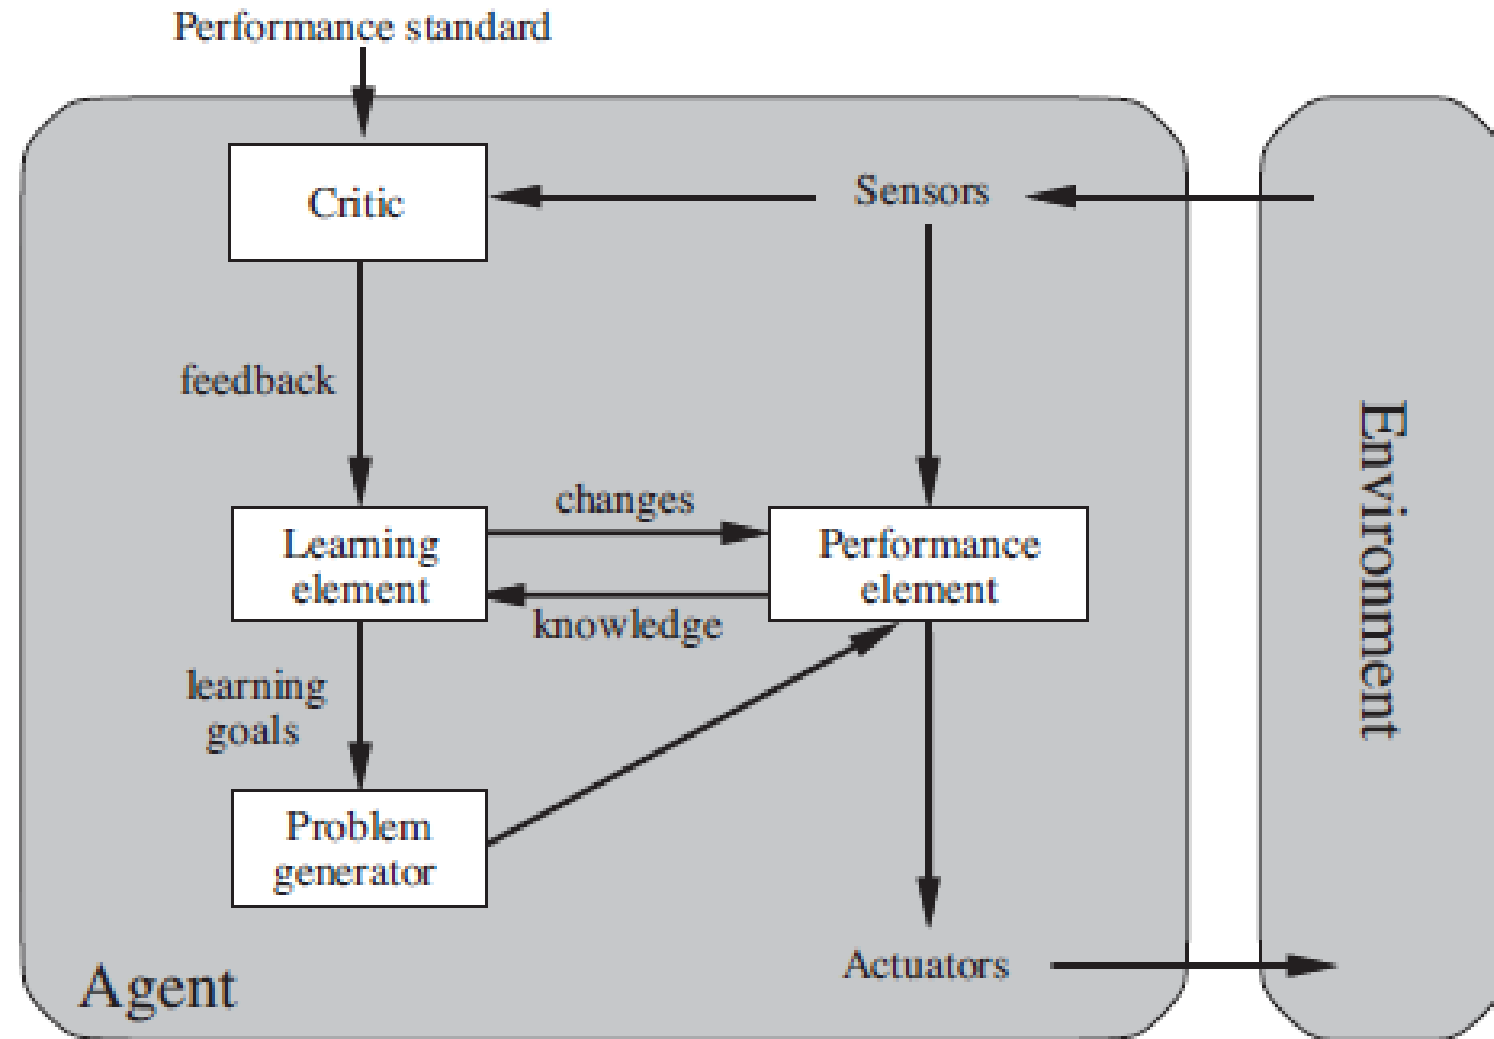 Performance standard
Critic
Sensors
feedback
changes
Learning
element
Performance
element
knowledge
learning
goals
Problem
generator
Agent
Actuators
Environment